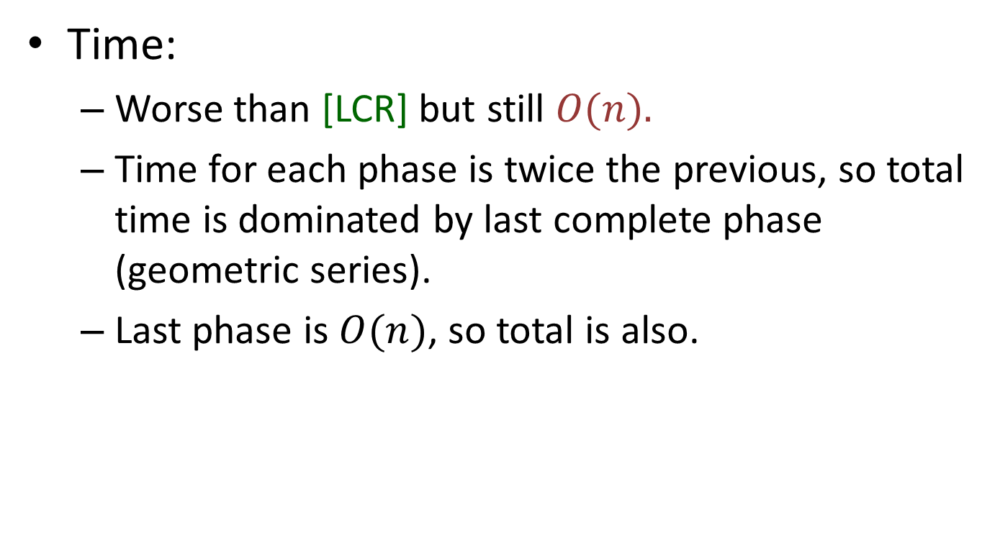 • Time:
– Worse than [LCR] but still O(n).
– Time for each phase is twice the previous, so total
time is dominated by last complete phase
(geometric series).
– Last phase is O(n), so total is also.